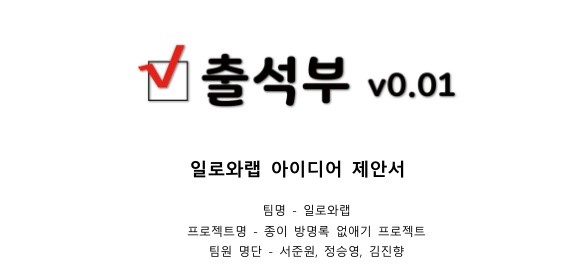 출석부 v0.01
일로와랩 아이디어 제안서
팀명 - 일로와랩
프로젝트명 - 종이 방명록 없애기 프로젝트
팀원 명단 - 서준원, 정승영, 김진향